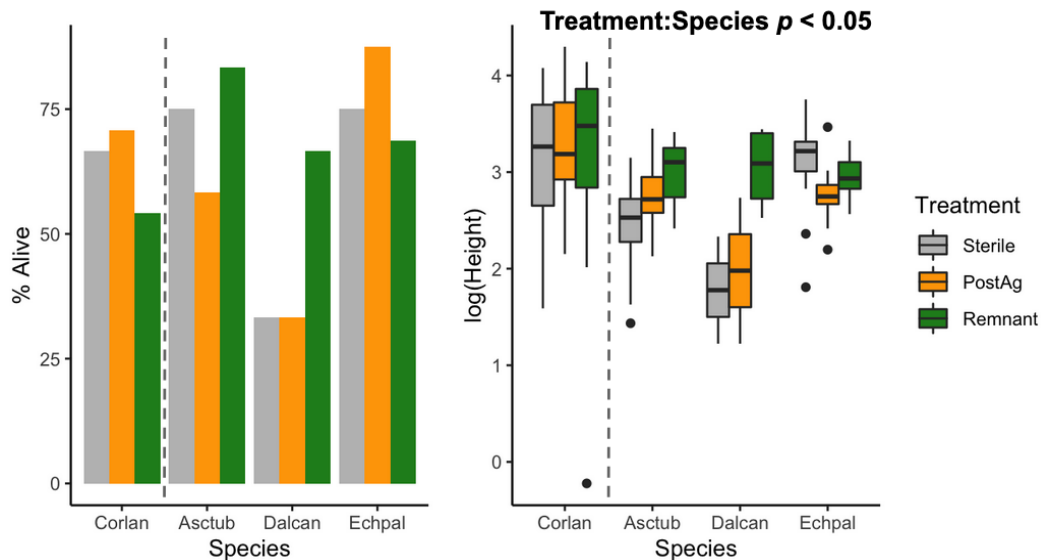 Treatment:Species p < 0.05
% Alive
75
50
25
0
Corlan Asctub Dalcan Echpal
Species
log(Height)
4
3
2
1
0
Corlan Asctub Dalcan Echpal
Species
Treatment
Sterile
PostAg
Remnant